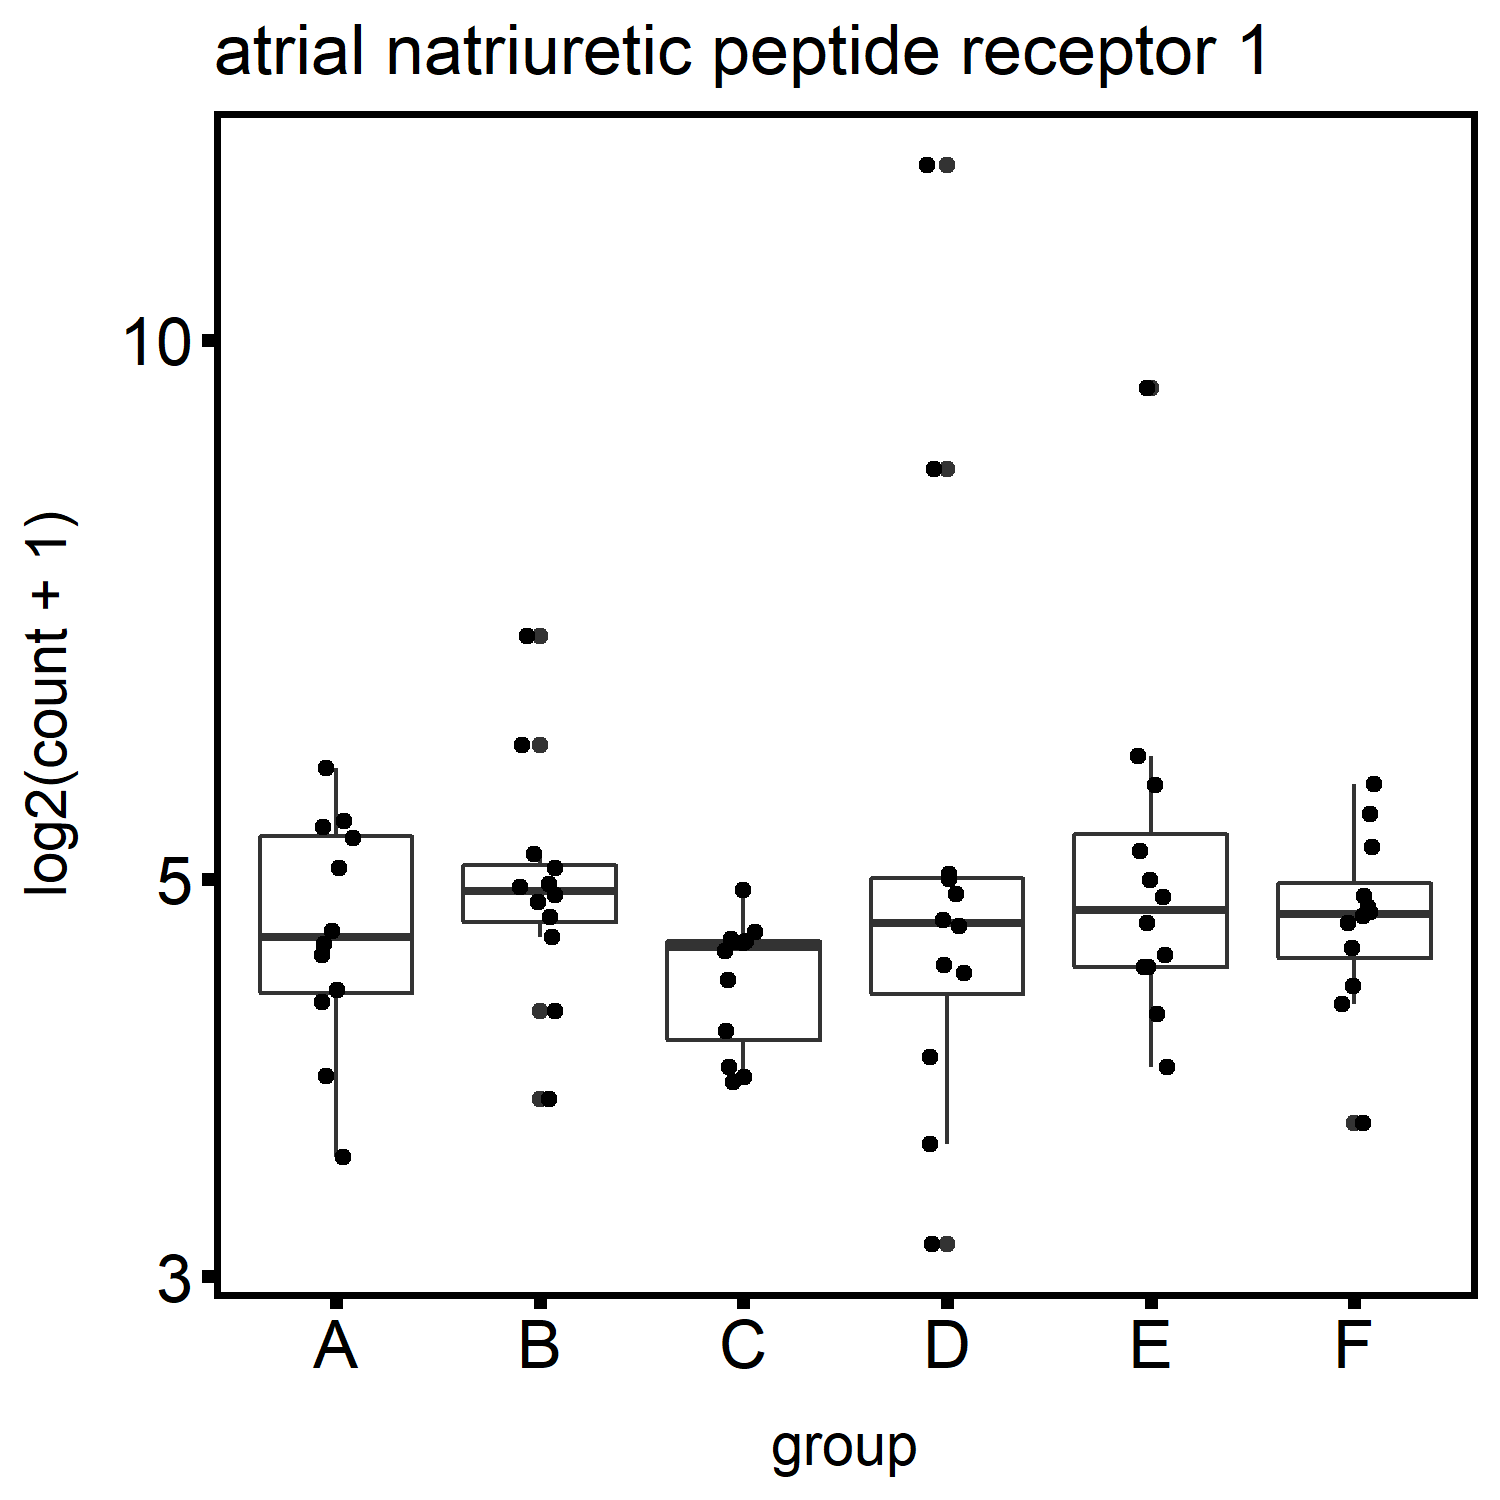 atrial natriuretic peptide receptor 1
log2(count + 1)
10
5
3
A B C D E F
group